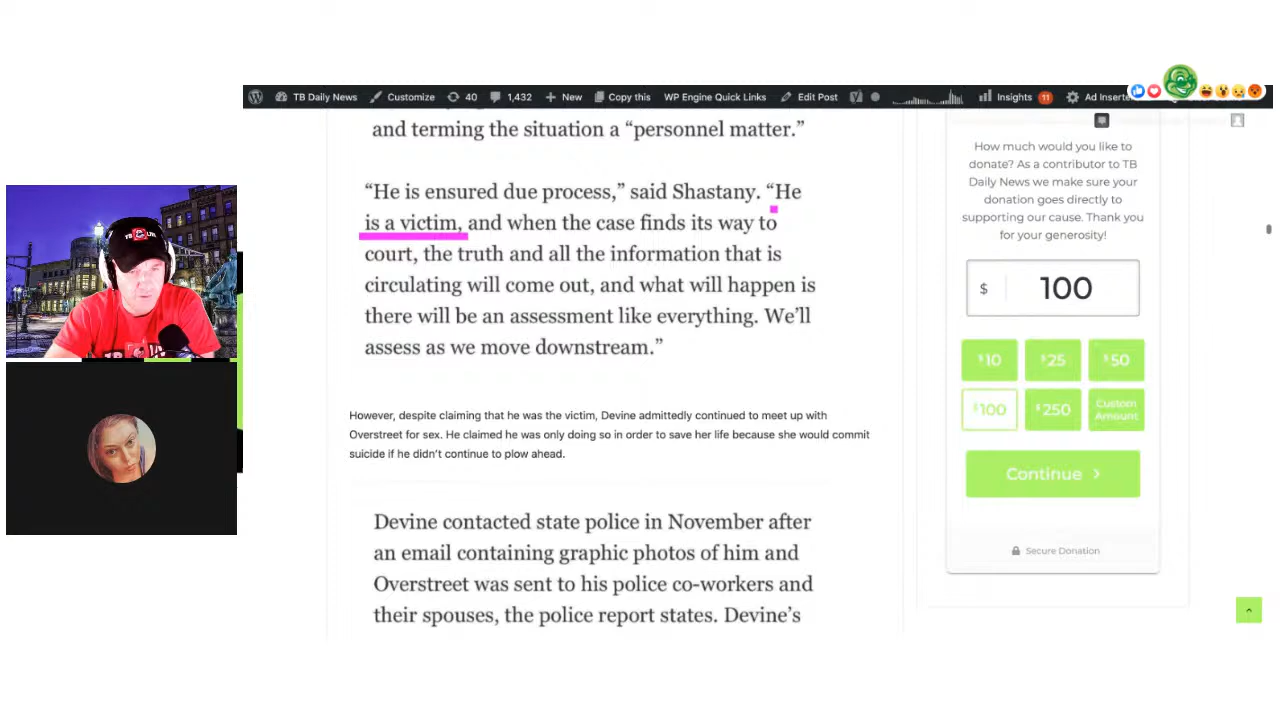 TB Daily News Customize 40 1,432 New Copy this WP Engine Quick Links Edit Post Insights 11 Ad Inserte
and terming the situation a “personnel matter.”
“He is ensured due process,” said Shastany. “He
is a victim, and when the case finds its way to
court, the truth and all the information that is
circulating will come out, and what will happen is
there will be an assessment like everything. We’ll
assess as we move downstream.”
However, despite claiming that he was the victim, Devine admittedly continued to meet up with
Overstreet for sex. He claimed he was only doing so in order to save her life because she would commit
suicide if he didn’t continue to plow ahead.
Devine contacted state police in November after
an email containing graphic photos of him and
Overstreet was sent to his police co-workers and
their spouses, the police report states. Devine’s
How much would you like to
donate? As a contributor to TB
Daily News we make sure your
donation goes directly to
supporting our cause. Thank you
for your generosity!
$ 100
$10 $25 $50
$100 $250 Custom
Amount
Continue >
Secure Donation